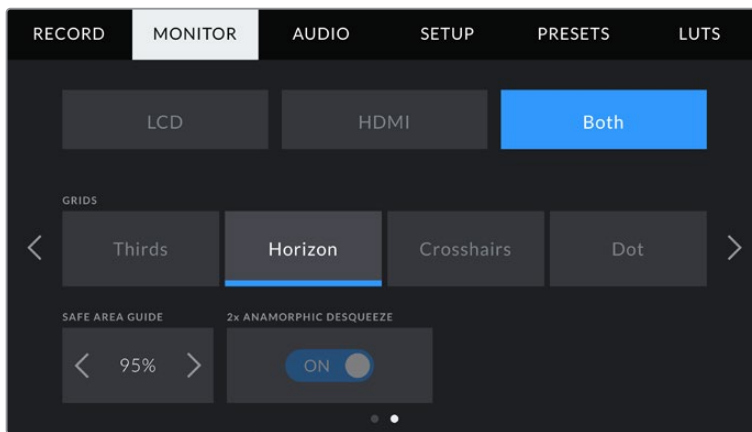 RECORD MONITOR AUDIO SETUP PRESETS LUTS
LCD HDMI Both
GRIDS
Thirds Horizon Crosshairs Dot
SAFE AREA GUIDE 2x ANAMORPHIC DESQUEEZE
95% ON